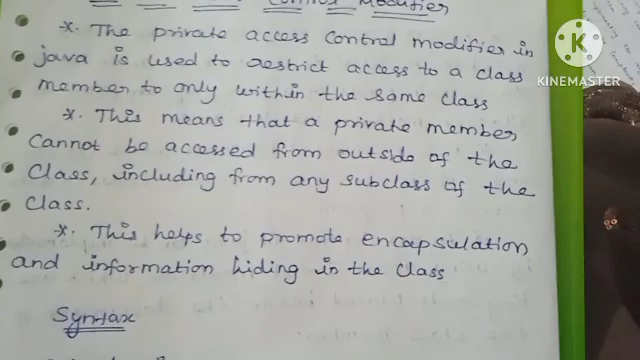 Control Modifier
*. The private access control modifier in
java is used to restrict access to a class
member to only within the same class
*. This means that a private member
cannot be accessed from outside of the
class, including from any subclass of the
class.
*. This helps to promote encapsulation
and information hiding in the class
Syntax
KINEMASTER